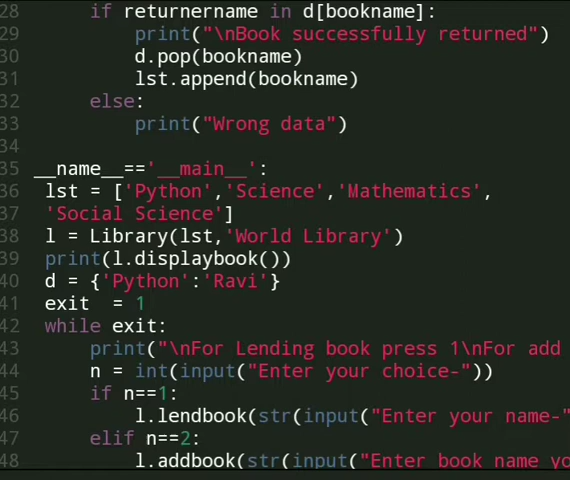 28 if returnername in d[bookname]:
29 print("\nBook successfully returned")
30 d.pop(bookname)
31 lst.append(bookname)
32 else:
33 print("Wrong data")
34
35 __name__=='__main__':
36 lst = ['Python','Science','Mathematics',
37 'Social Science']
38 l = Library(lst,'World Library')
39 print(l.displaybook())
40 d = {'Python':'Ravi'}
41 exit = 1
42 while exit:
43 print("\nFor Lending book press 1\nFor add
44 n = int(input("Enter your choice-"))
45 if n==1:
46 l.lendbook(str(input("Enter your name-"
47 elif n==2:
48 l.addbook(str(input("Enter book name yo